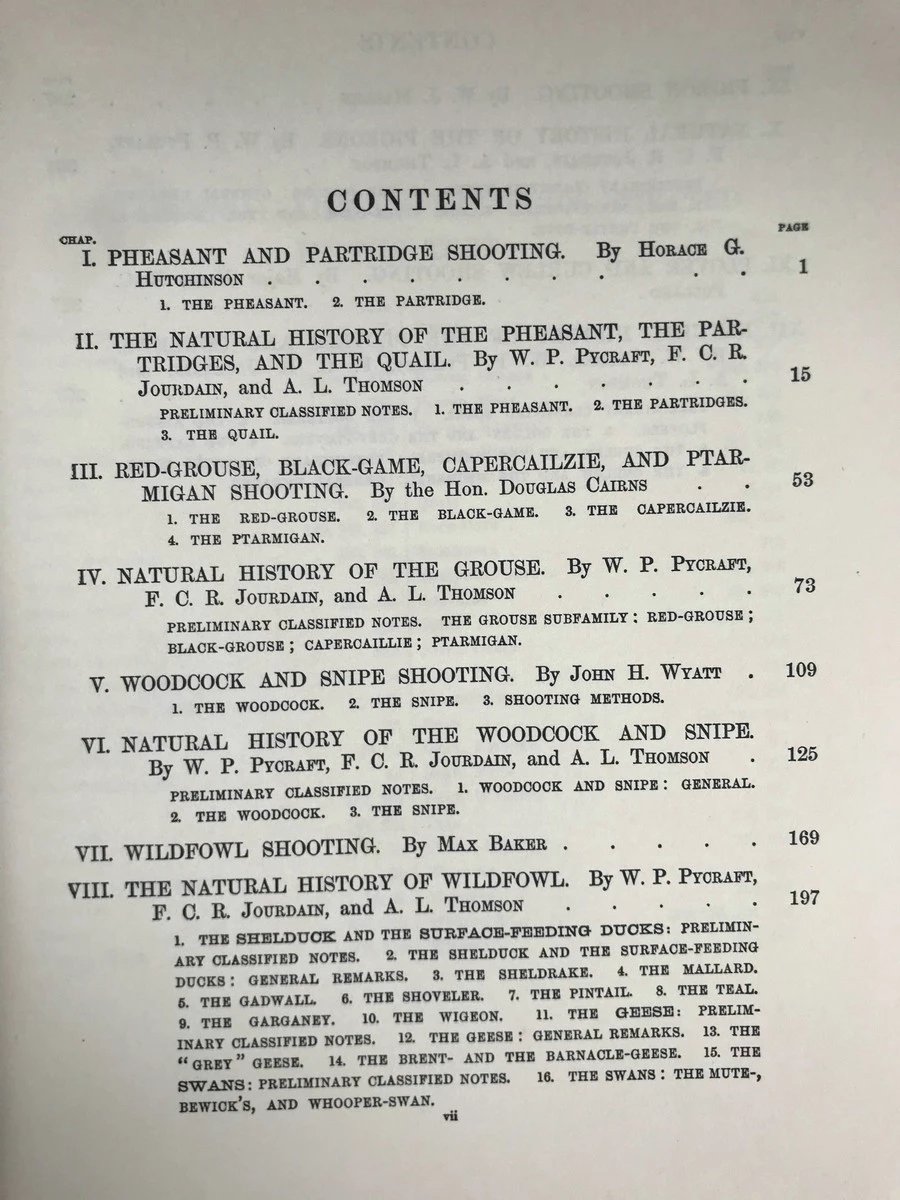 CONTENTS
CHAP. PAGE
I. PHEASANT AND PARTRIDGE SHOOTING. By Horace G.
Hutchinson . . . . . . . . . . 1
1. THE PHEASANT. 2. THE PARTRIDGE.
II. THE NATURAL HISTORY OF THE PHEASANT, THE PAR-
TRIDGES, AND THE QUAIL. By W. P. Pycraft, F. C. R.
Jourdain, and A. L. Thomson . . . . . . . 15
PRELIMINARY CLASSIFIED NOTES. 1. THE PHEASANT. 2. THE PARTRIDGES.
3. THE QUAIL.
III. RED-GROUSE, BLACK-GAME, CAPERCAILZIE, AND PTAR-
MIGAN SHOOTING. By the Hon. Douglas Cairns . . 53
1. THE RED-GROUSE. 2. THE BLACK-GAME. 3. THE CAPERCAILZIE.
4. THE PTARMIGAN.
IV. NATURAL HISTORY OF THE GROUSE. By W. P. Pycraft,
F. C. R. Jourdain, and A. L. Thomson . . . . . 73
PRELIMINARY CLASSIFIED NOTES. THE GROUSE SUBFAMILY: RED-GROUSE;
BLACK-GROUSE; CAPERCAILLIE; PTARMIGAN.
V. WOODCOCK AND SNIPE SHOOTING. By John H. Wyatt . 109
1. THE WOODCOCK. 2. THE SNIPE. 3. SHOOTING METHODS.
VI. NATURAL HISTORY OF THE WOODCOCK AND SNIPE.
By W. P. Pycraft, F. C. R. Jourdain, and A. L. Thomson . 125
PRELIMINARY CLASSIFIED NOTES. 1. WOODCOCK AND SNIPE: GENERAL.
2. THE WOODCOCK. 3. THE SNIPE.
VII. WILDFOWL SHOOTING. By Max Baker . . . . . 169
VIII. THE NATURAL HISTORY OF WILDFOWL. By W. P. Pycraft,
F. C. R. Jourdain, and A. L. Thomson . . . . . 197
1. THE SHELDUCK AND THE SURFACE-FEEDING DUCKS: PRELIMIN-
ARY CLASSIFIED NOTES. 2. THE SHELDUCK AND THE SURFACE-FEEDING
DUCKS: GENERAL REMARKS. 3. THE SHELDRAKE. 4. THE MALLARD.
5. THE GADWALL. 6. THE SHOVELER. 7. THE PINTAIL. 8. THE TEAL.
9. THE GARGANEY. 10. THE WIGEON. 11. THE GEESE: PRELIM-
INARY CLASSIFIED NOTES. 12. THE GEESE: GENERAL REMARKS. 13. THE
"GREY" GEESE. 14. THE BRENT- AND THE BARNACLE-GEESE. 15. THE
SWANS: PRELIMINARY CLASSIFIED NOTES. 16. THE SWANS: THE MUTE-,
BEWICK'S, AND WHOOPER-SWAN.
vii